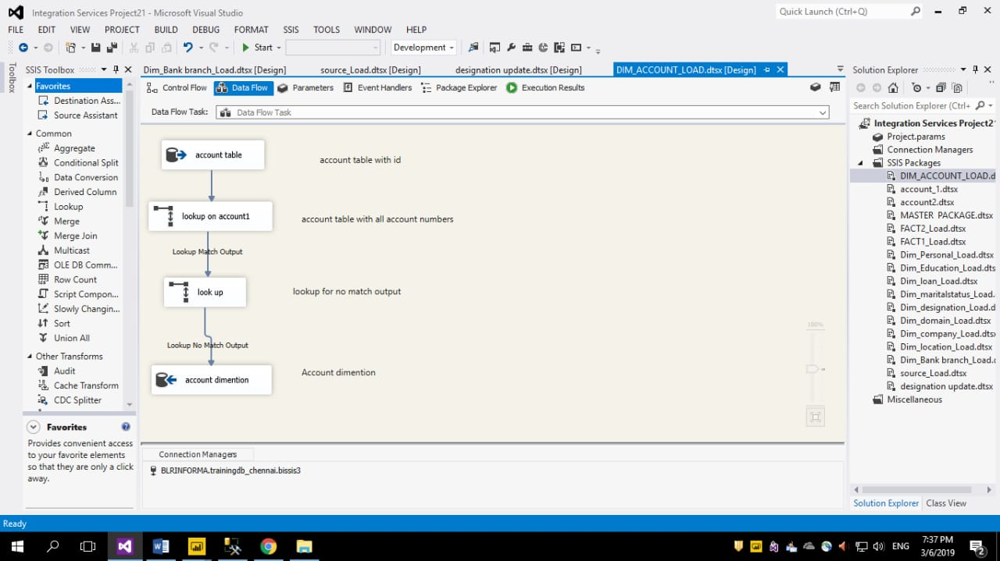 Integration Services Project21 - Microsoft Visual Studio
Quick Launch (Ctrl+Q)
FILE EDIT VIEW PROJECT BUILD DEBUG FORMAT SSIS TOOLS WINDOW HELP
Start
Development
Toolbox
SSIS Toolbox
Favorites
Destination Ass...
Source Assistant
Common
Aggregate
Conditional Split
Data Conversion
Derived Column
Lookup
Merge
Merge Join
Multicast
OLE DB Comm...
Row Count
Script Compon...
Slowly Changin...
Sort
Union All
Other Transforms
Audit
Cache Transform
CDC Splitter
Favorites
Provides convenient access
to your favorite elements
so that they are only a click
away.
Dim_Bank branch_Load.dtsx [Design] source_Load.dtsx [Design] designation update.dtsx [Design] DIM_ACCOUNT_LOAD.dtsx [Design]
Control Flow Data Flow Parameters Event Handlers Package Explorer Execution Results
Data Flow Task: Data Flow Task
account table
account table with id
lookup on account1
account table with all account numbers
Lookup Match Output
look up
lookup for no match output
Lookup No Match Output
account dimention
Account dimention
100%
Connection Managers
BLRINFORMA.trainingdb_chennai.bissis3
Solution Explorer
Search Solution Explorer (Ctrl+
Integration Services Project2
Project.params
Connection Managers
SSIS Packages
DIM_ACCOUNT_LOAD.d
account_1.dtsx
account2.dtsx
MASTER PACKAGE.dtsx
FACT2_Load.dtsx
FACT1_Load.dtsx
Dim_Personal_Load.dtsx
Dim_Education_Load.dtsx
Dim_loan_Load.dtsx
Dim_maritalstatus_Load.
Dim_designation_Load.d
Dim_domain_Load.dtsx
Dim_company_Load.dtsx
Dim_location_Load.dtsx
Dim_Bank branch_Load.d
source_Load.dtsx
designation update.dtsx
Miscellaneous
Solution Explorer Class View
Ready
ENG
7:37 PM
3/6/2019
2